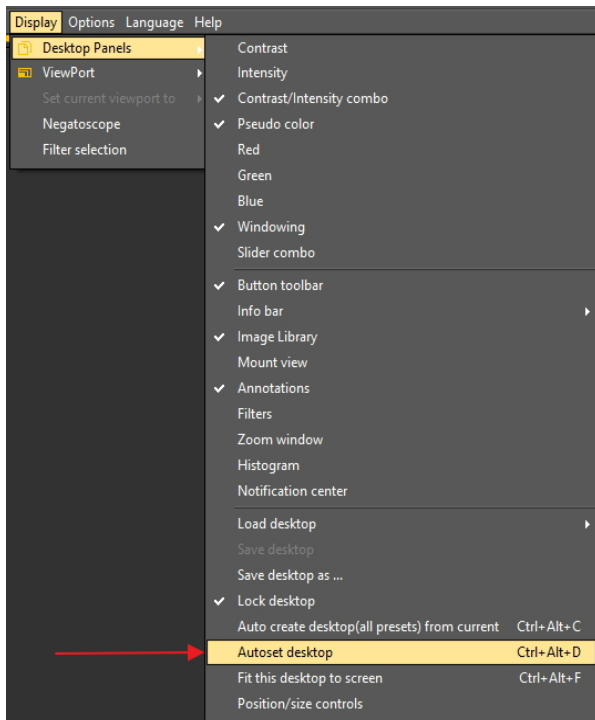 Display Options Language Help
Desktop Panels
ViewPort
Set current viewport to
Negatoscope
Filter selection
Contrast
Intensity
Contrast/Intensity combo
Pseudo color
Red
Green
Blue
Windowing
Slider combo
Button toolbar
Info bar
Image Library
Mount view
Annotations
Filters
Zoom window
Histogram
Notification center
Load desktop
Save desktop
Save desktop as ...
Lock desktop
Auto create desktop(all presets) from current Ctrl+Alt+C
Autoset desktop Ctrl+Alt+D
Fit this desktop to screen Ctrl+Alt+F
Position/size controls